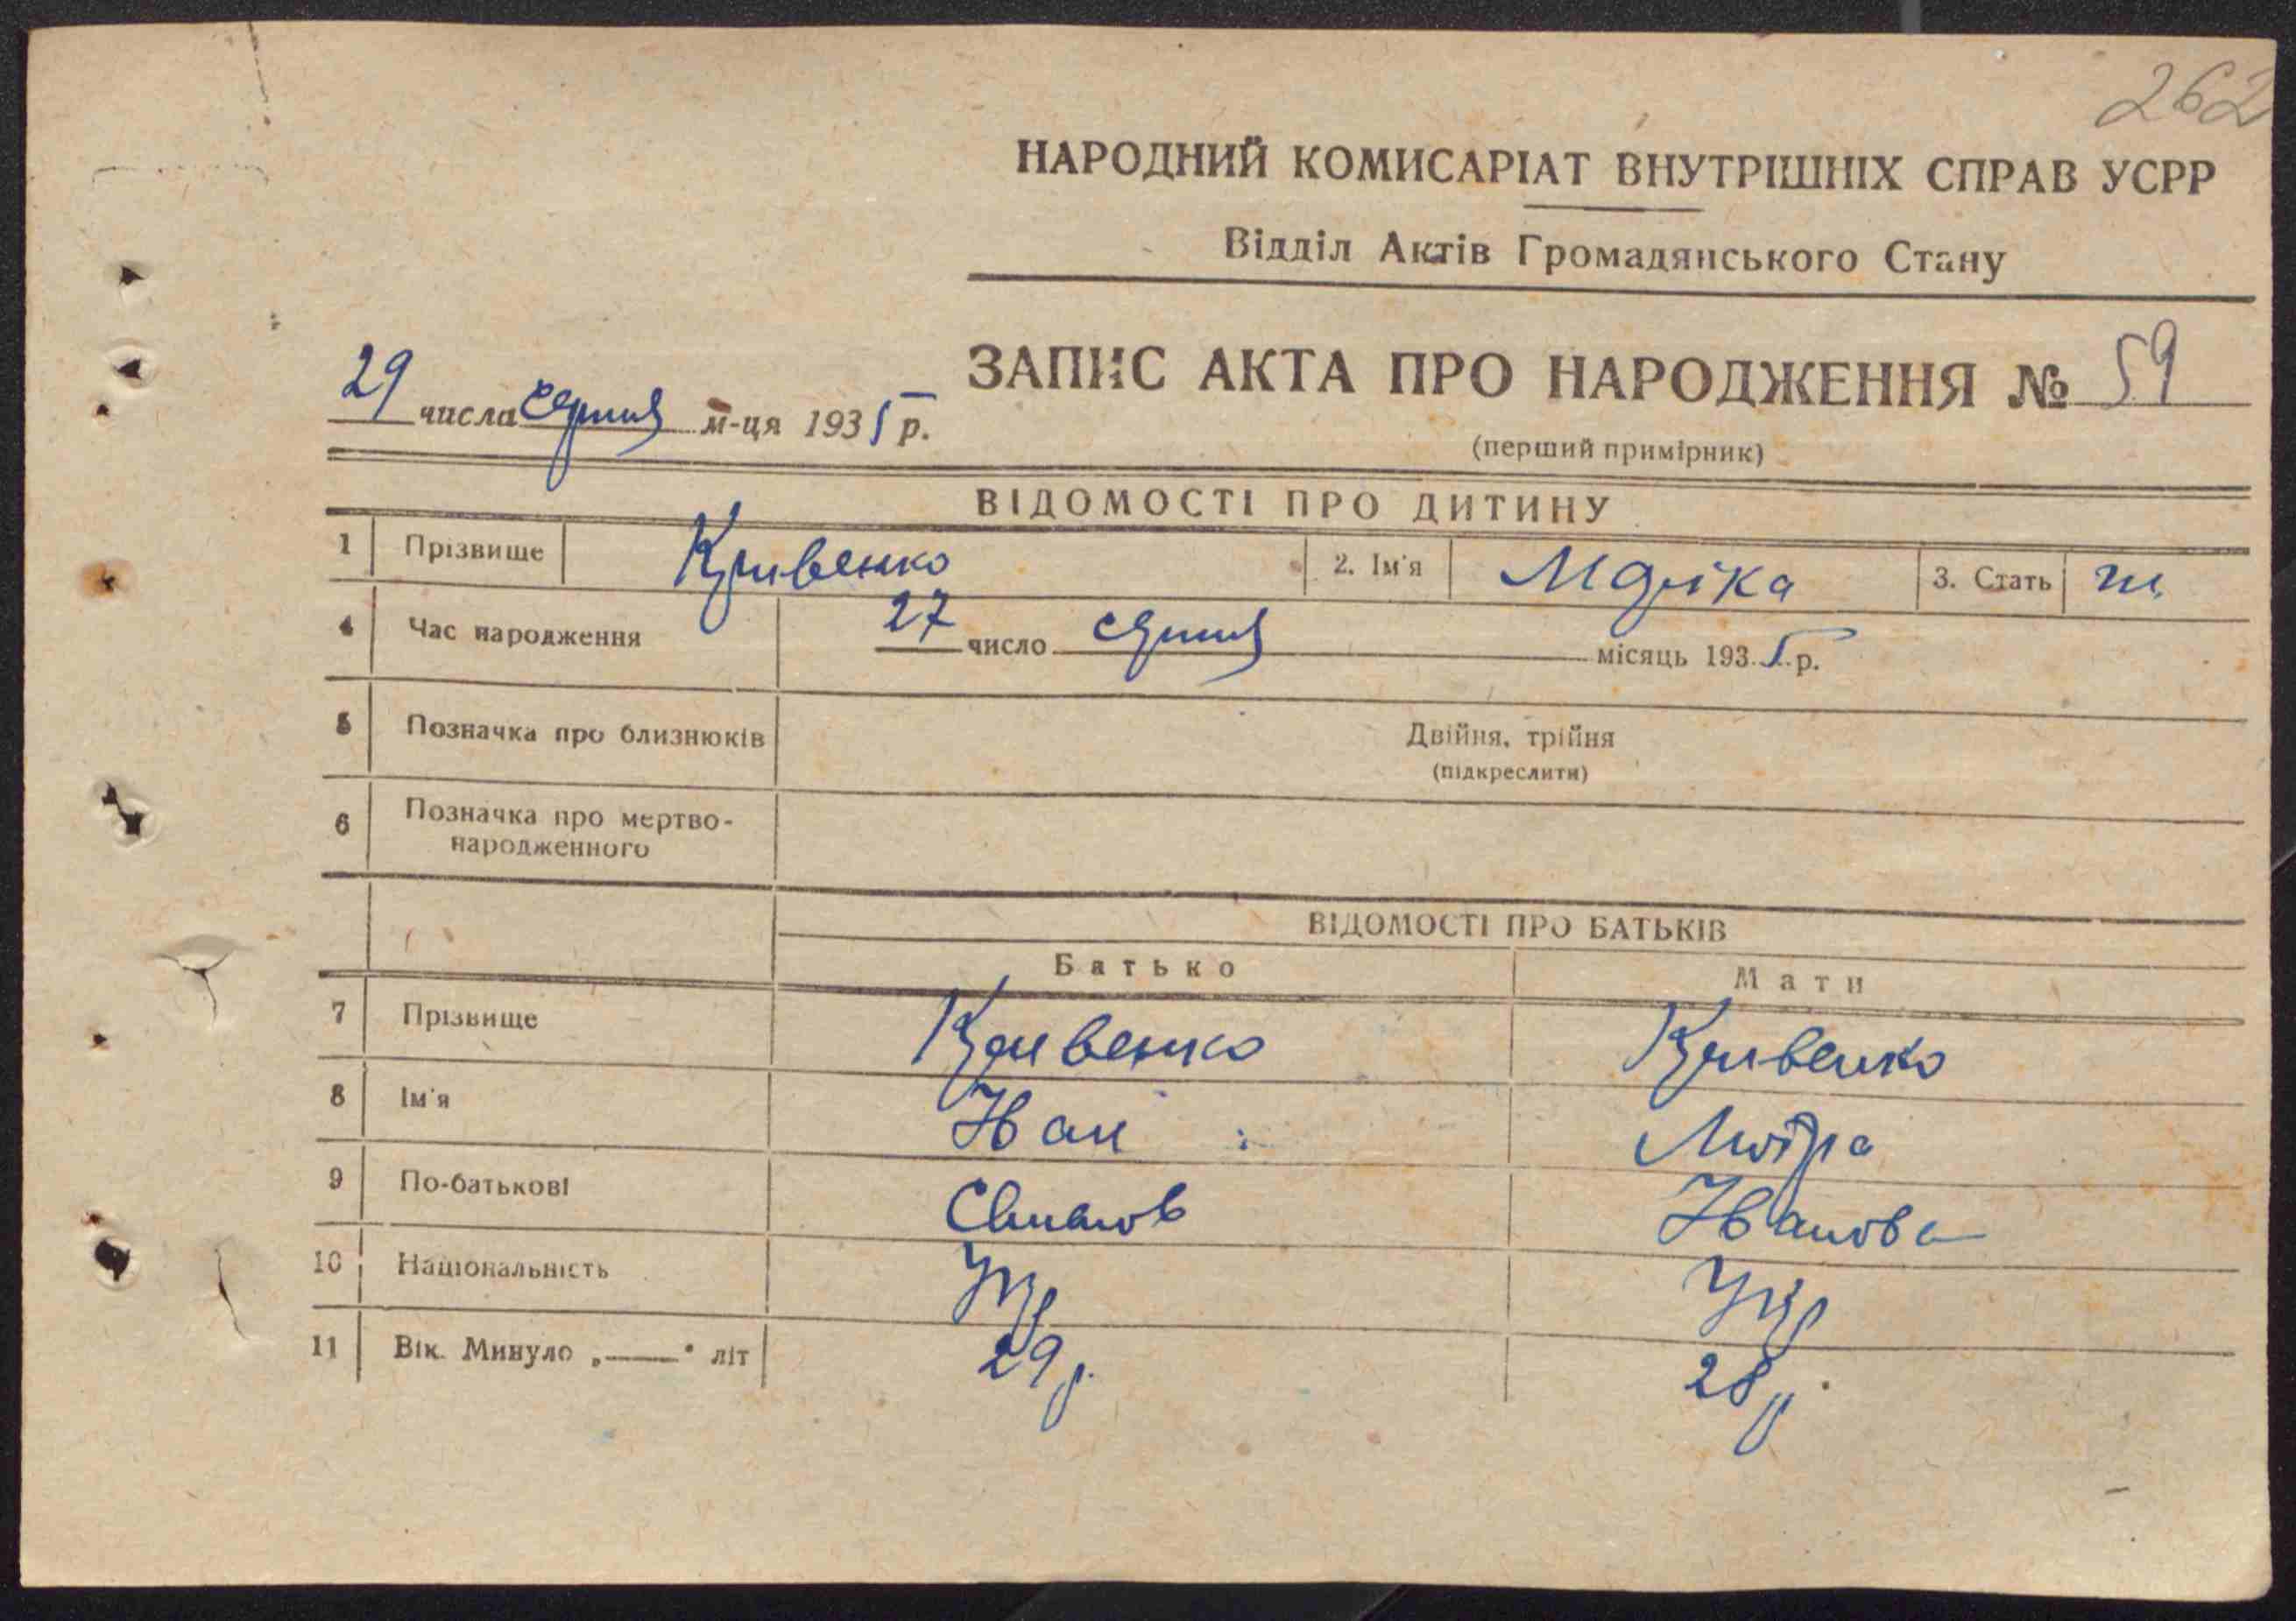 262
НАРОДНИЙ КОМИСАРІАТ ВНУТРІШНІХ СПРАВ УСРР
Відділ Актів Громадянського Стану
ЗАПИС АКТА ПРО НАРОДЖЕННЯ № 59
29 числа серпня м-ця 1935 р.
(перший примірник)
ВІДОМОСТІ ПРО ДИТИНУ
1 Прізвище Кривенко 2. Ім'я 3. Стать ж.
4 Час народження 27 число серпня місяць 1935 р.
5 Позначка про близнюків Двійня, трійня
(підкреслити)
6 Позначка про мертво-
народженного
ВІДОМОСТІ ПРО БАТЬКІВ
Батько Мати
7 Прізвище Кривенко Кривенко
8 Ім'я Иван
9 По-батькові Иванова
10 Національність Укр Укр
11 Вік. Минуло „——“ літ 29 р. 28 р.